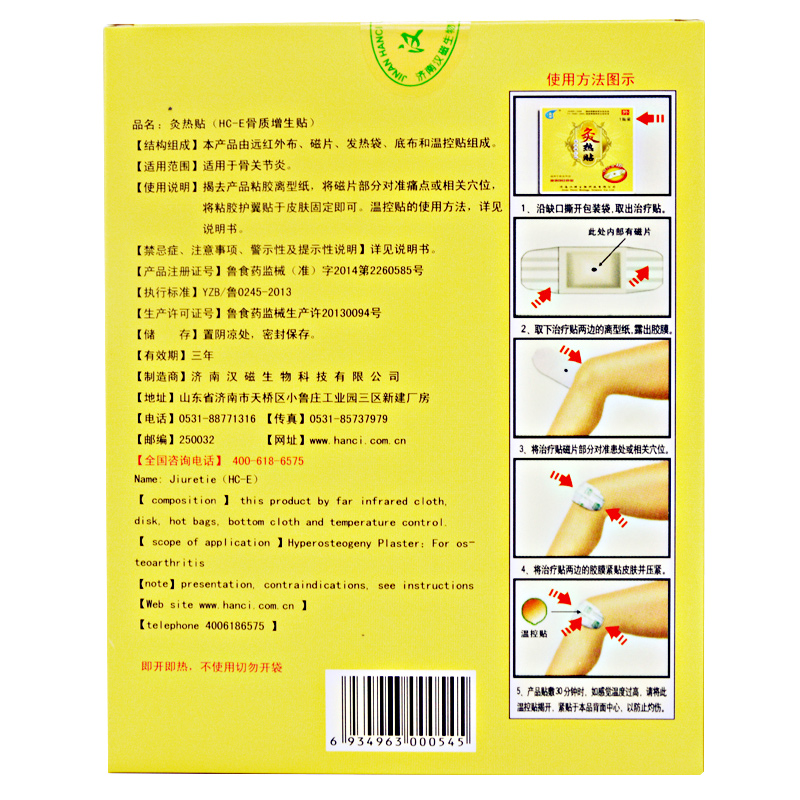 JINAN HANCI
济南汉磁生物
品名：灸热贴（HC-E骨质增生贴）
【结构组成】本产品由远红外布、磁片、发热袋、底布和温控贴组成。
【适用范围】适用于骨关节炎。
【使用说明】揭去产品粘胶离型纸，将磁片部分对准痛点或相关穴位，
将粘胶护翼贴于皮肤固定即可。温控贴的使用方法，详见
说明书。
【禁忌症、注意事项、警示性及提示性说明】详见说明书。
【产品注册证号】鲁食药监械（准）字2014第2260585号
【执行标准】YZB/鲁0245-2013
【生产许可证号】鲁食药监械生产许20130094号
【储　　存】置阴凉处，密封保存。
【有效期】三年
【制造商】济南汉磁生物科技有限公司
【地址】山东省济南市天桥区小鲁庄工业园三区新建厂房
【电话】0531-88771316 【传真】0531-85737979
【邮编】250032 【网址】www.hanci.com.cn
【全国咨询电话】 400-618-6575
Name: Jiuretie（HC-E）
【 composition 】 this product by far infrared cloth,
disk, hot bags, bottom cloth and temperature control.
【 scope of application 】Hyperosteogeny Plaster: For os-
teoarthritis
【note】presentation, contraindications, see instructions
【Web site www.hanci.com.cn 】
【telephone 4006186575 】
即开即热，不使用切勿开袋
6 934963 000545
使用方法图示
灸
热
贴
1、沿缺口撕开包装袋，取出治疗贴。
此处内部有磁片
2、取下治疗贴两边的离型纸，露出胶膜。
3、将治疗贴磁片部分对准患处或相关穴位。
4、将治疗贴两边的胶膜紧贴皮肤并压紧。
温控贴
5、产品贴敷30分钟时，如感觉温度过高，请将此
温控贴揭开，紧贴于本品背面中心，以防止灼伤。